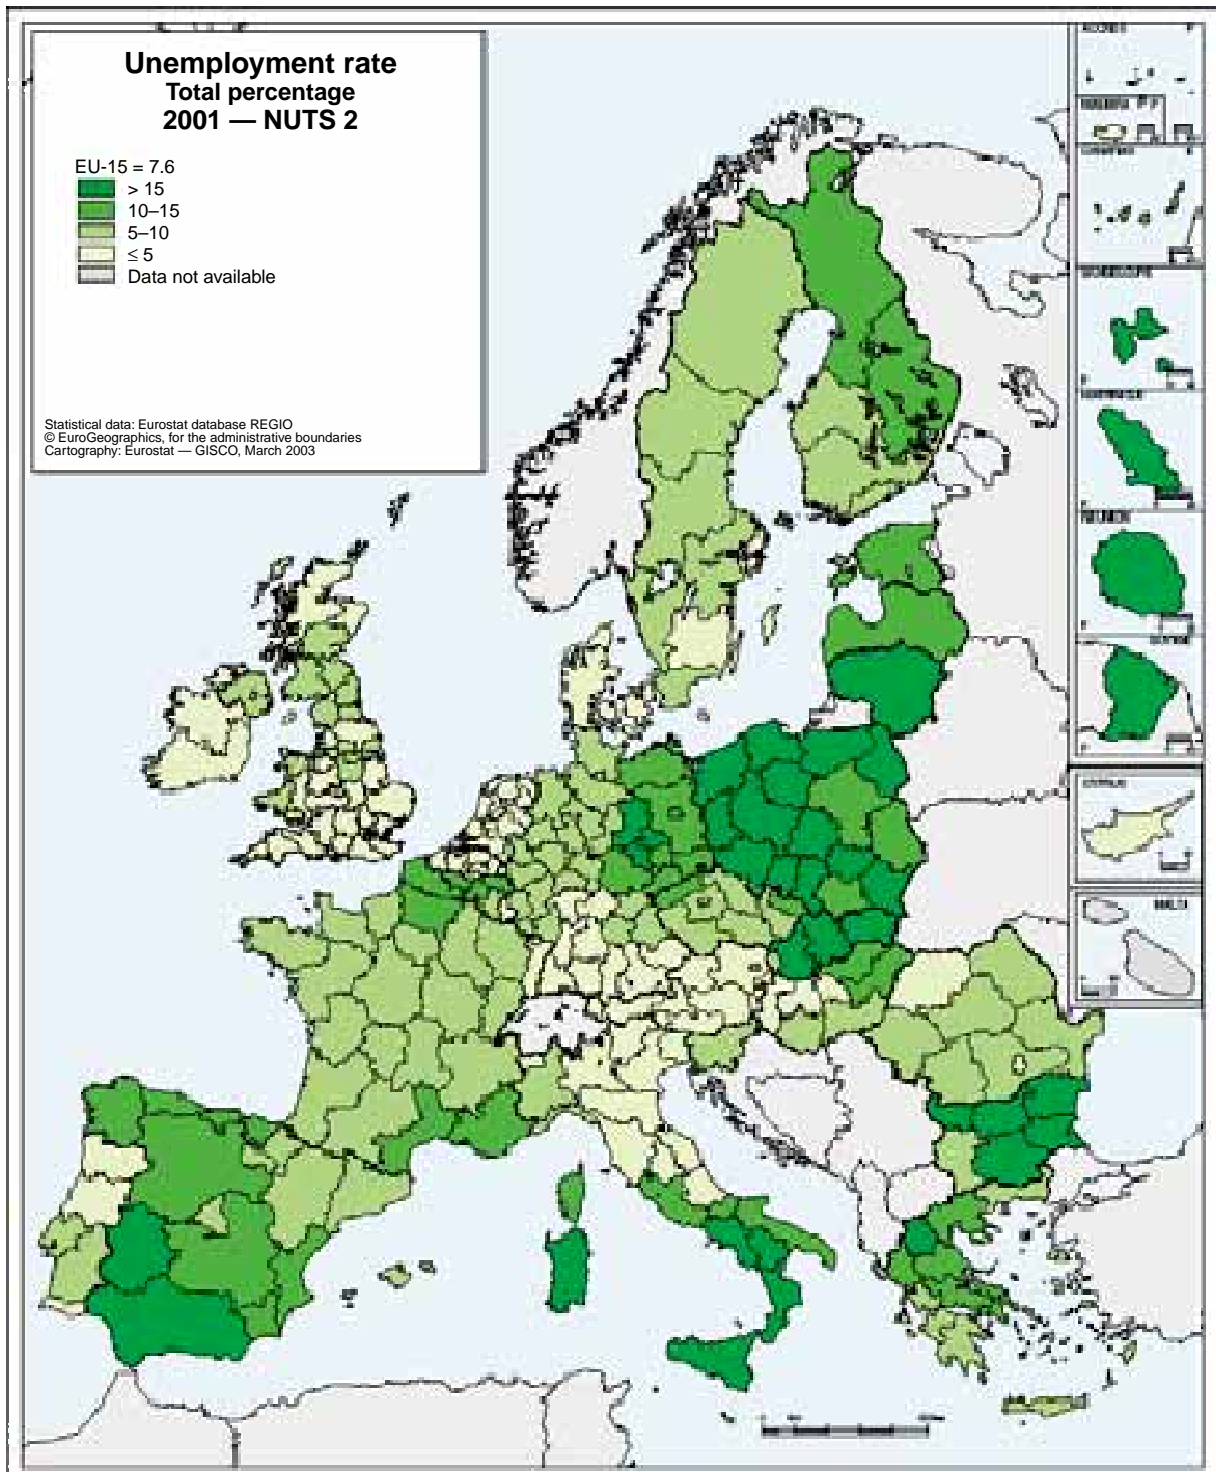 Unemployment rate
Total percentage
2001 — NUTS 2
EU-15 = 7.6
> 15
10–15
5–10
≤ 5
Data not available
Statistical data: Eurostat database REGIO
© EuroGeographics, for the administrative boundaries
Cartography: Eurostat — GISCO, March 2003